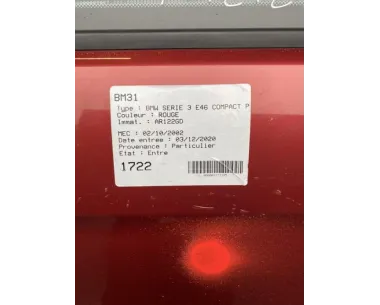 BM31
Type : BMW SERIE 3 E46 COMPACT P
Couleur : ROUGE
Immat. : AR122GD
MEC : 02/10/2002
Date entree : 03/12/2020
Provenance : Particulier
Etat : Entre
1722